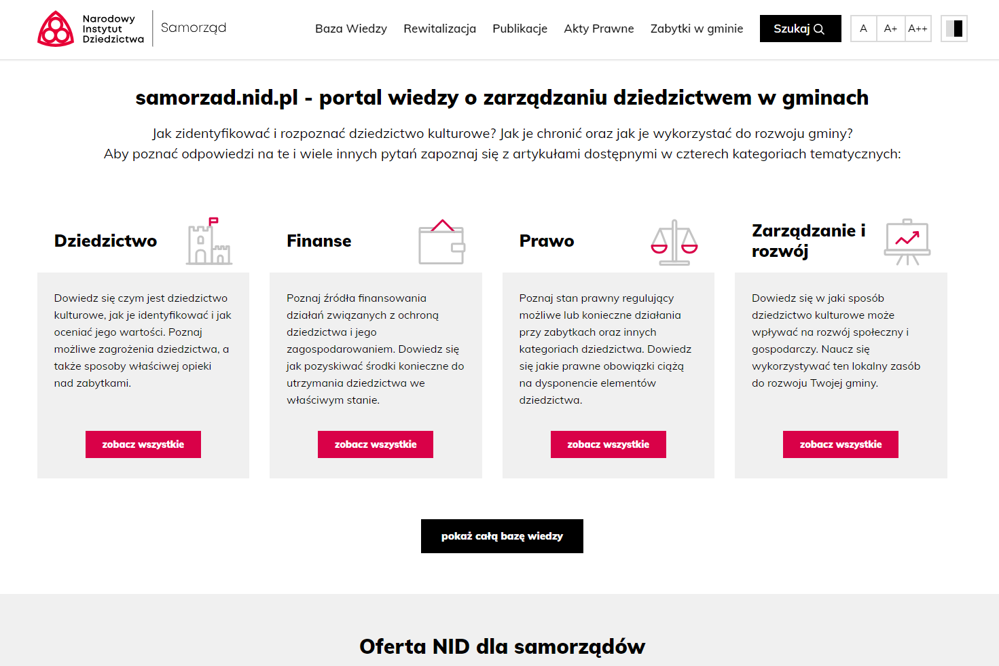 Narodowy
Instytut
Dziedzictwa
Samorząd
Baza Wiedzy
Rewitalizacja
Publikacje
Akty Prawne
Zabytki w gminie
Szukaj
A
A+
A++
samorzad.nid.pl - portal wiedzy o zarządzaniu dziedzictwem w gminach
Jak zidentyfikować i rozpoznać dziedzictwo kulturowe? Jak je chronić oraz jak je wykorzystać do rozwoju gminy?
Aby poznać odpowiedzi na te i wiele innych pytań zapoznaj się z artykułami dostępnymi w czterech kategoriach tematycznych:
Dziedzictwo
Dowiedz się czym jest dziedzictwo
kulturowe, jak je identyfikować i jak
oceniać jego wartości. Poznaj
możliwe zagrożenia dziedzictwa, a
także sposoby właściwej opieki
nad zabytkami.
zobacz wszystkie
Finanse
Poznaj źródła finansowania
działań związanych z ochroną
dziedzictwa i jego
zagospodarowaniem. Dowiedz się
jak pozyskiwać środki konieczne do
utrzymania dziedzictwa we
właściwym stanie.
zobacz wszystkie
Prawo
Poznaj stan prawny regulujący
możliwe lub konieczne działania
przy zabytkach oraz innych
kategoriach dziedzictwa. Dowiedz
się jakie prawne obowiązki ciążą
na dysponencie elementów
dziedzictwa.
zobacz wszystkie
Zarządzanie i
rozwój
Dowiedz się w jaki sposób
dziedzictwo kulturowe może
wpływać na rozwój społeczny i
gospodarczy. Naucz się
wykorzystywać ten lokalny zasób
do rozwoju Twojej gminy.
zobacz wszystkie
pokaż całą bazę wiedzy
Oferta NID dla samorządów